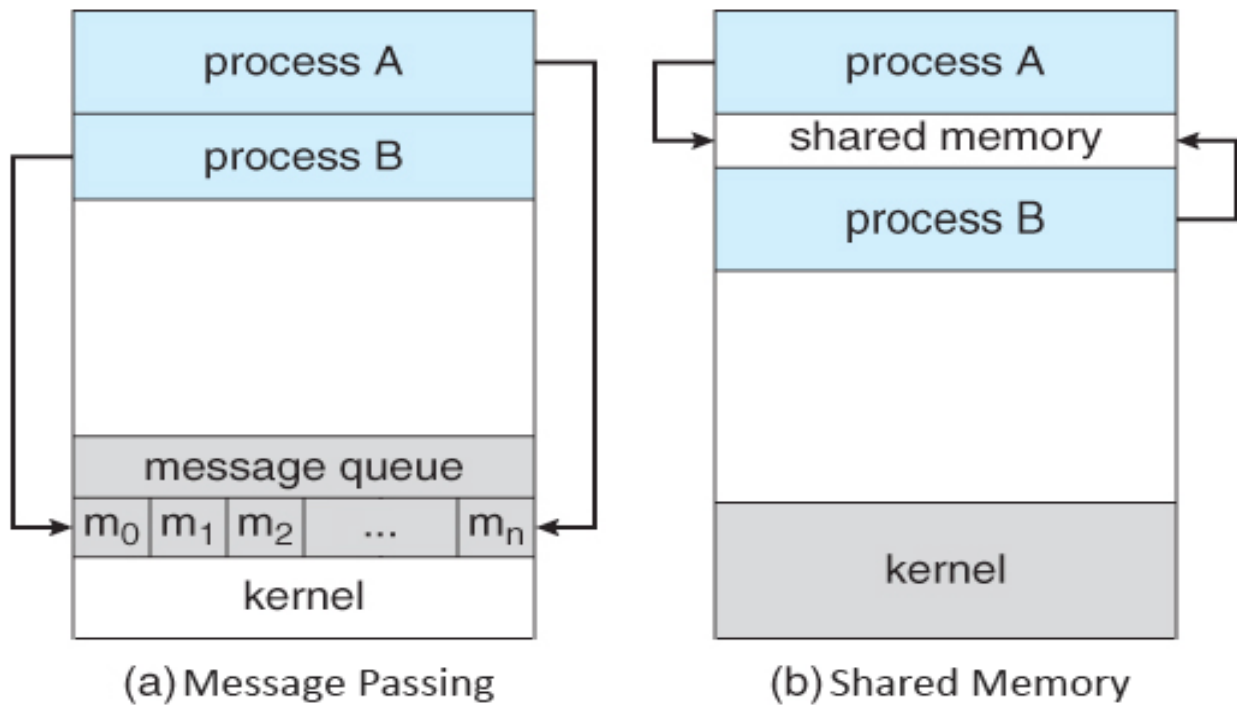 process A
process B
message queue
m₀ m₁ m₂ ... mₙ
kernel
(a) Message Passing
process A
shared memory
process B
kernel
(b) Shared Memory